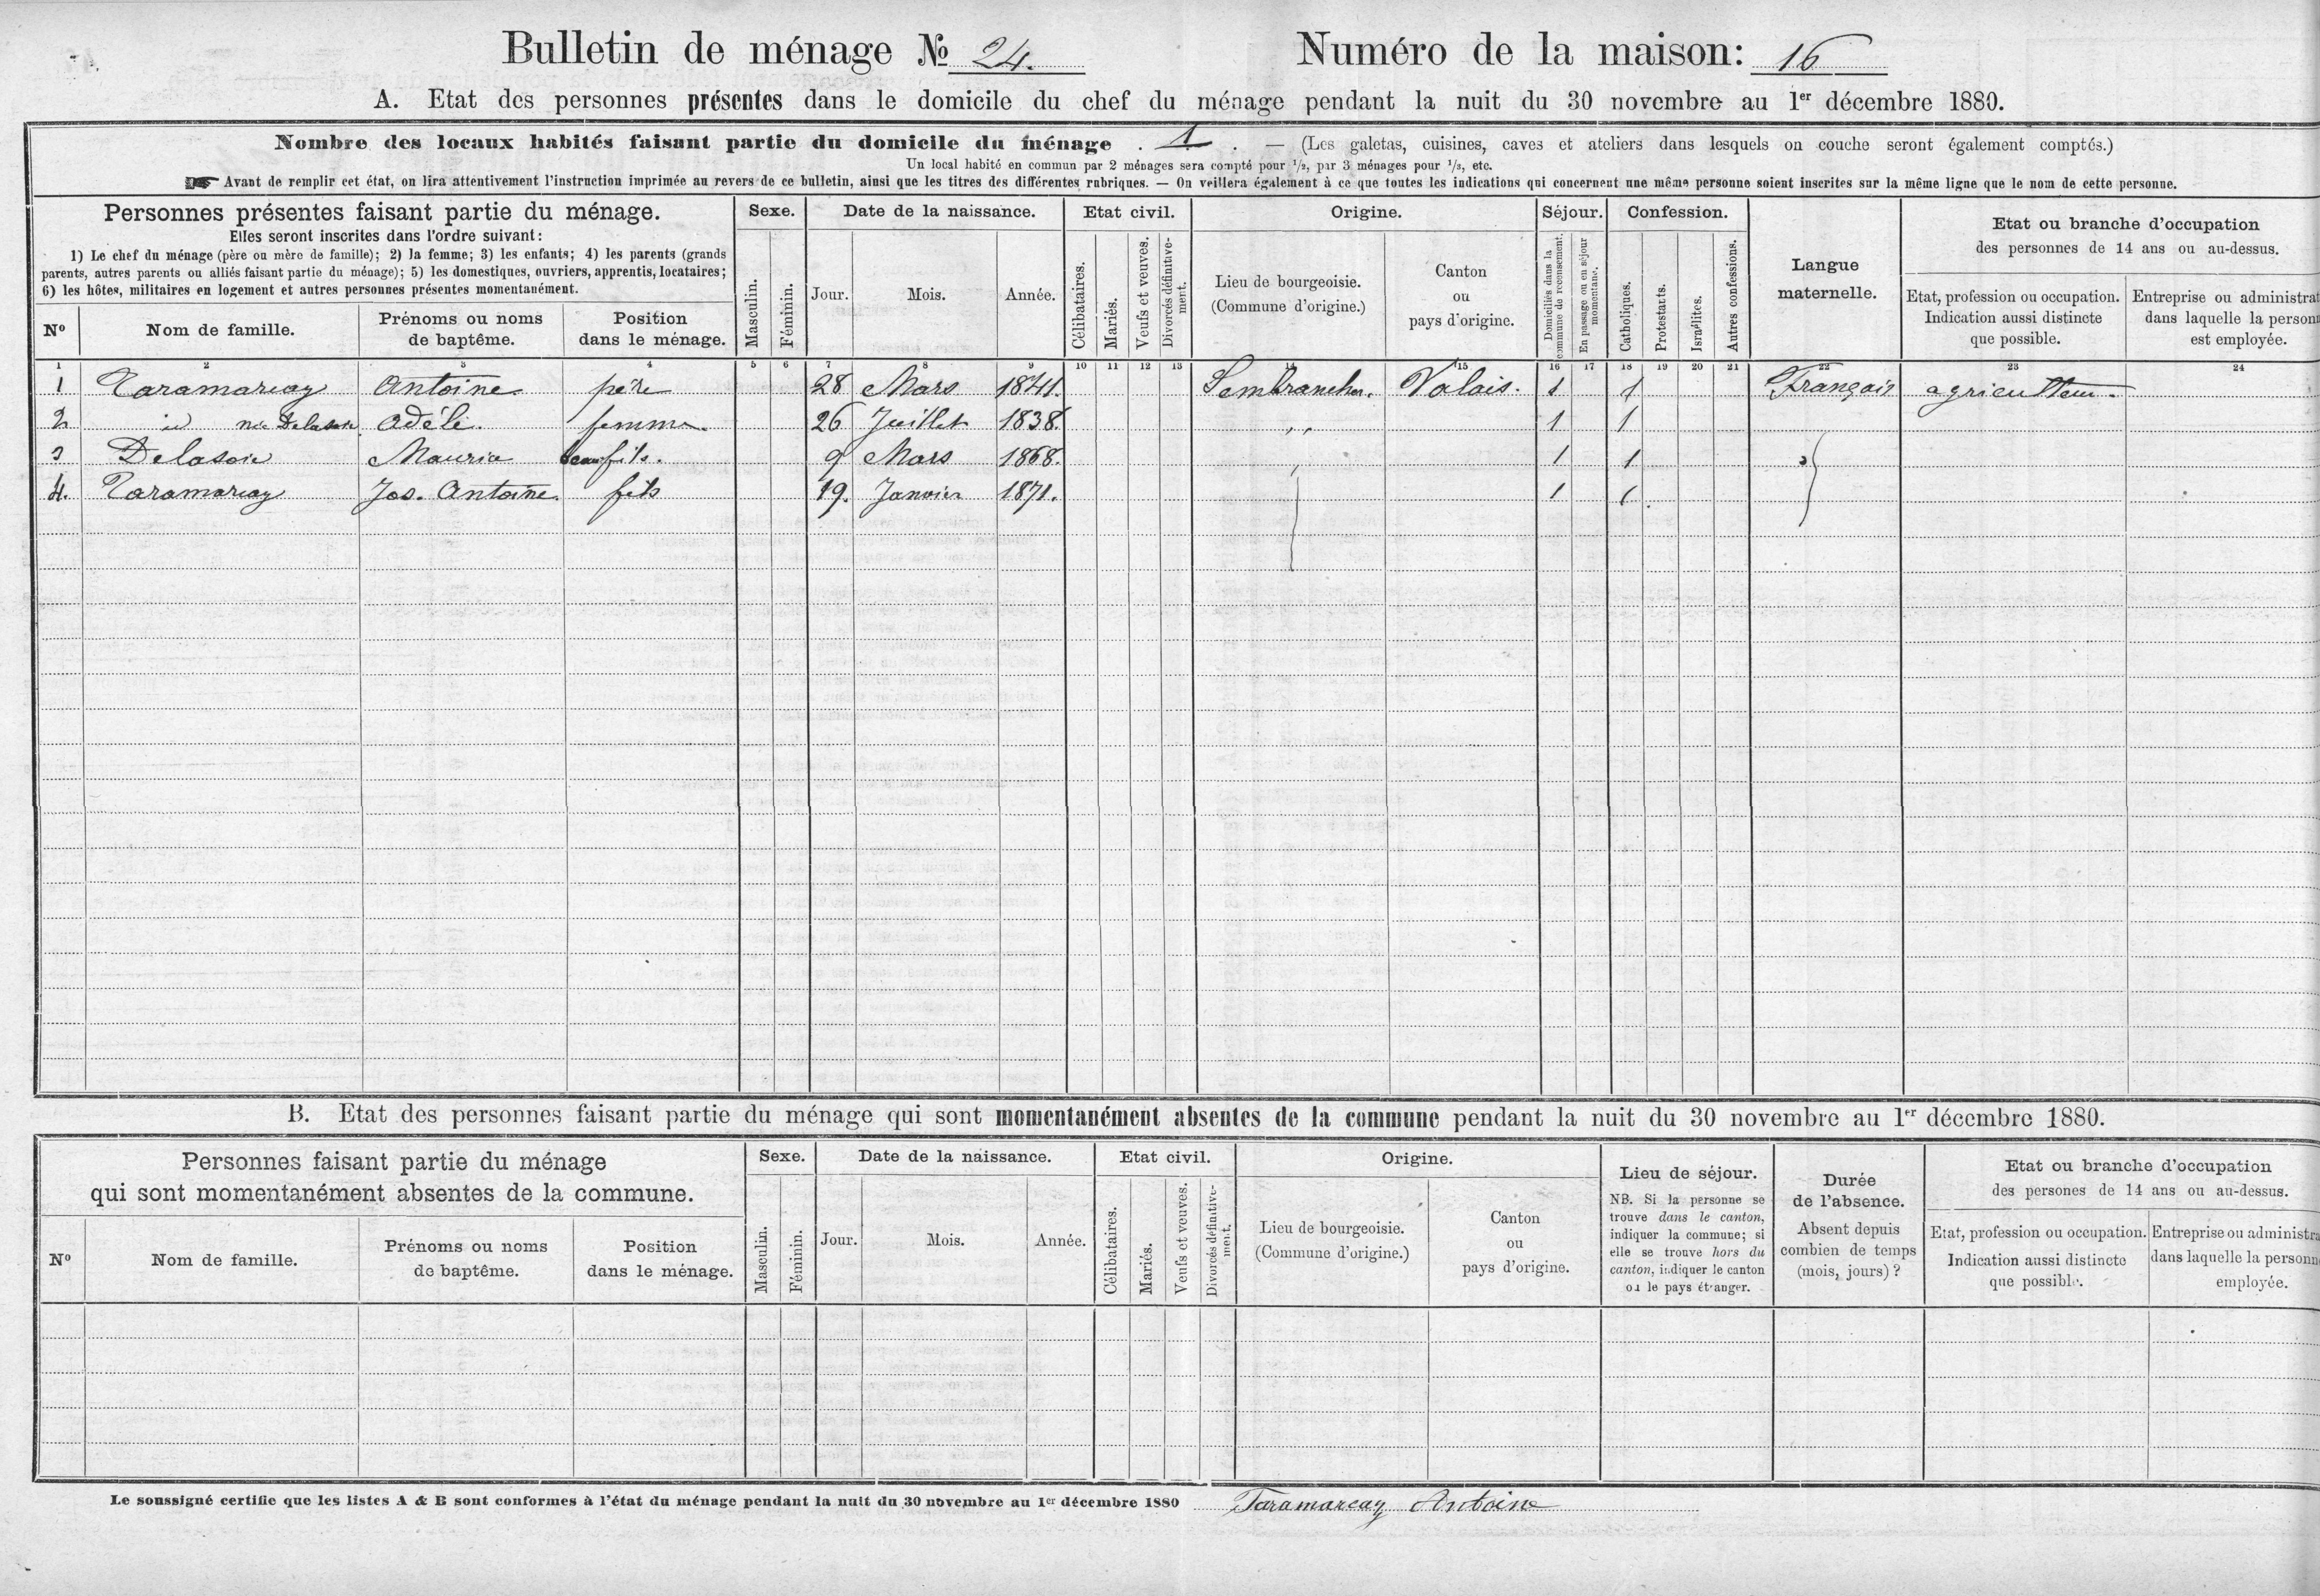 Bulletin de ménage № 24.
Numéro de la maison: 16
A. Etat des personnes présentes dans le domicile du chef du ménage pendant la nuit du 30 novembre au 1er décembre 1880.
Nombre des locaux habités faisant partie du domicile du ménage . 1 . — (Les galetas, cuisines, caves et ateliers dans lesquels on couche seront également comptés.)
Un local habité en commun par 2 ménages sera compté pour 1/2, par 3 ménages pour 1/3, etc.
☛ Avant de remplir cet état, on lira attentivement l'instruction imprimée au revers de ce bulletin, ainsi que les titres des différentes rubriques. — On veillera également à ce que toutes les indications qui concernent une même personne soient inscrites sur la même ligne que le nom de cette personne.
Personnes présentes faisant partie du ménage.
Elles seront inscrites dans l'ordre suivant:
1) Le chef du ménage (père ou mère de famille); 2) la femme; 3) les enfants; 4) les parents (grands
parents, autres parents ou alliés faisant partie du ménage); 5) les domestiques, ouvriers, apprentis, locataires;
6) les hôtes, militaires en logement et autres personnes présentes momentanément.
Nº
Nom de famille.
Prénoms ou noms
de baptême.
Position
dans le ménage.
Sexe.
Masculin.
Féminin.
Date de la naissance.
Jour.
Mois.
Année.
Etat civil.
Célibataires.
Mariés.
Veufs et veuves.
Divorcés définitive-
ment.
Origine.
Lieu de bourgeoisie.
(Commune d'origine.)
Canton
ou
pays d'origine.
Séjour.
Domiciliés dans la
commune de recensement.
En passage ou en séjour
momentané.
Confession.
Catholiques.
Protestants.
Israélites.
Autres confessions.
Langue
maternelle.
Etat ou branche d'occupation
des personnes de 14 ans ou au-dessus.
Etat, profession ou occupation.
Indication aussi distincte
que possible.
Entreprise ou administrat
dans laquelle la person
est employée.
1 2 3 4 5 6 7 8 9 10 11 12 13 14 15 16 17 18 19 20 21 22 23 24
1 Taramarcay Antoine père 28 Mars 1841. Sembrancher. Valais. 1 1 Français agriculteur.
2 id née Delasoie Adéle. femme. 26 Juillet 1838. ,, 1 1
3 Delasoie Maurice beaufils. 9 Mars 1868. 1 1
4. Taramarcay Jos. Antoine. fils 19. Janvier 1871. 1 1
B. Etat des personnes faisant partie du ménage qui sont momentanément absentes de la commune pendant la nuit du 30 novembre au 1er décembre 1880.
Personnes faisant partie du ménage
qui sont momentanément absentes de la commune.
Nº
Nom de famille.
Prénoms ou noms
de baptême.
Position
dans le ménage.
Sexe.
Masculin.
Féminin.
Date de la naissance.
Jour.
Mois.
Année.
Etat civil.
Célibataires.
Mariés.
Veufs et veuves.
Divorcés définitive-
ment.
Origine.
Lieu de bourgeoisie.
(Commune d'origine.)
Canton
ou
pays d'origine.
Lieu de séjour.
NB. Si la personne se
trouve dans le canton,
indiquer la commune; si
elle se trouve hors du
canton, indiquer le canton
ou le pays étranger.
Durée
de l'absence.
Absent depuis
combien de temps
(mois, jours)?
Etat ou branche d'occupation
des persones de 14 ans ou au-dessus.
Etat, profession ou occupation.
Indication aussi distincte
que possible.
Entreprise ou administra
dans laquelle la personn
employée.
Le soussigné certifie que les listes A & B sont conformes à l'état du ménage pendant la nuit du 30 novembre au 1er décembre 1880 Taramarcay Antoine